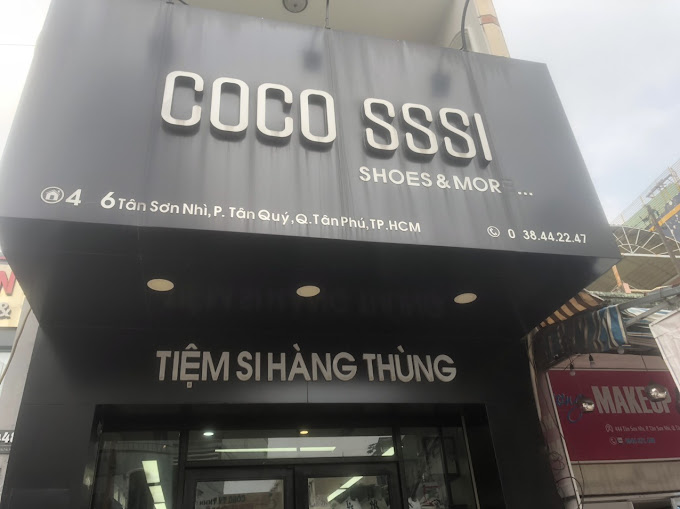 COCO SSSI
SHOES & MORE ...
4 6 Tân Sơn Nhì, P. Tân Quý, Q. Tân Phú, TP. HCM
0 38.44.22.47
TIỆM SI HÀNG THÙNG
MAKEUP